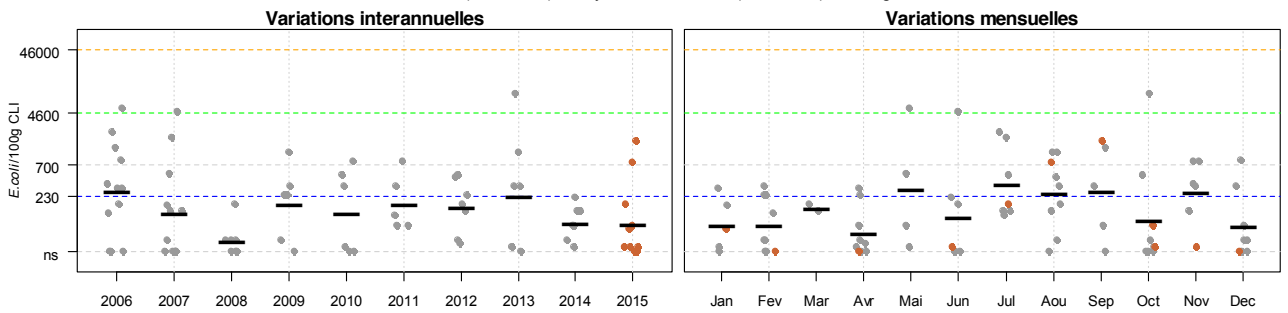 Variations interannuelles
Variations mensuelles
E.coli/100g CLI
46000
4600
700
230
ns
2006 2007 2008 2009 2010 2011 2012 2013 2014 2015
Jan Fev Mar Avr Mai Jun Jul Aou Sep Oct Nov Dec